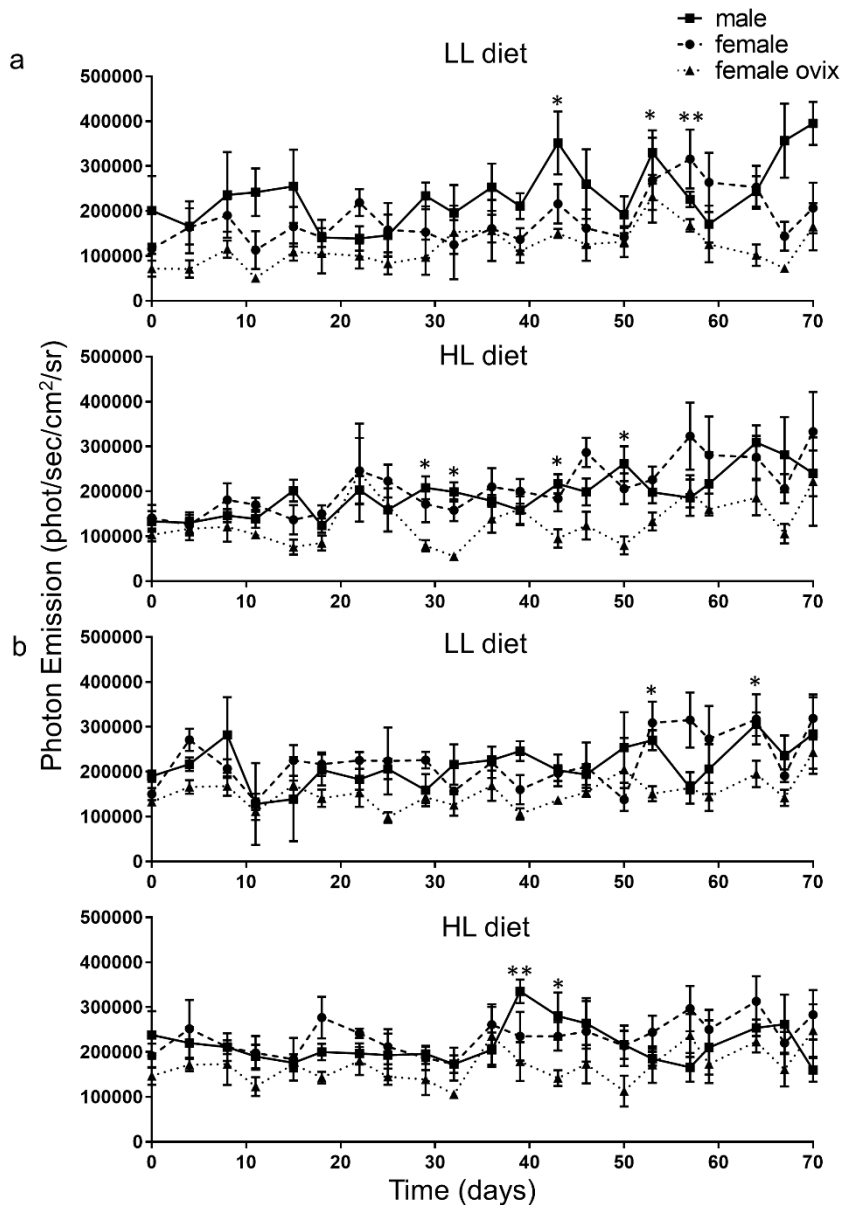 male
female
female ovix
a
LL diet
500000
400000
300000
200000
100000
0
* * **
0 10 20 30 40 50 60 70
HL diet
500000
400000
300000
200000
100000
0
* * * *
0 10 20 30 40 50 60 70
Photon Emission (phot/sec/cm²/sr)
b
LL diet
500000
400000
300000
200000
100000
0
* *
0 10 20 30 40 50 60 70
HL diet
500000
400000
300000
200000
100000
0
** *
0 10 20 30 40 50 60 70
Time (days)